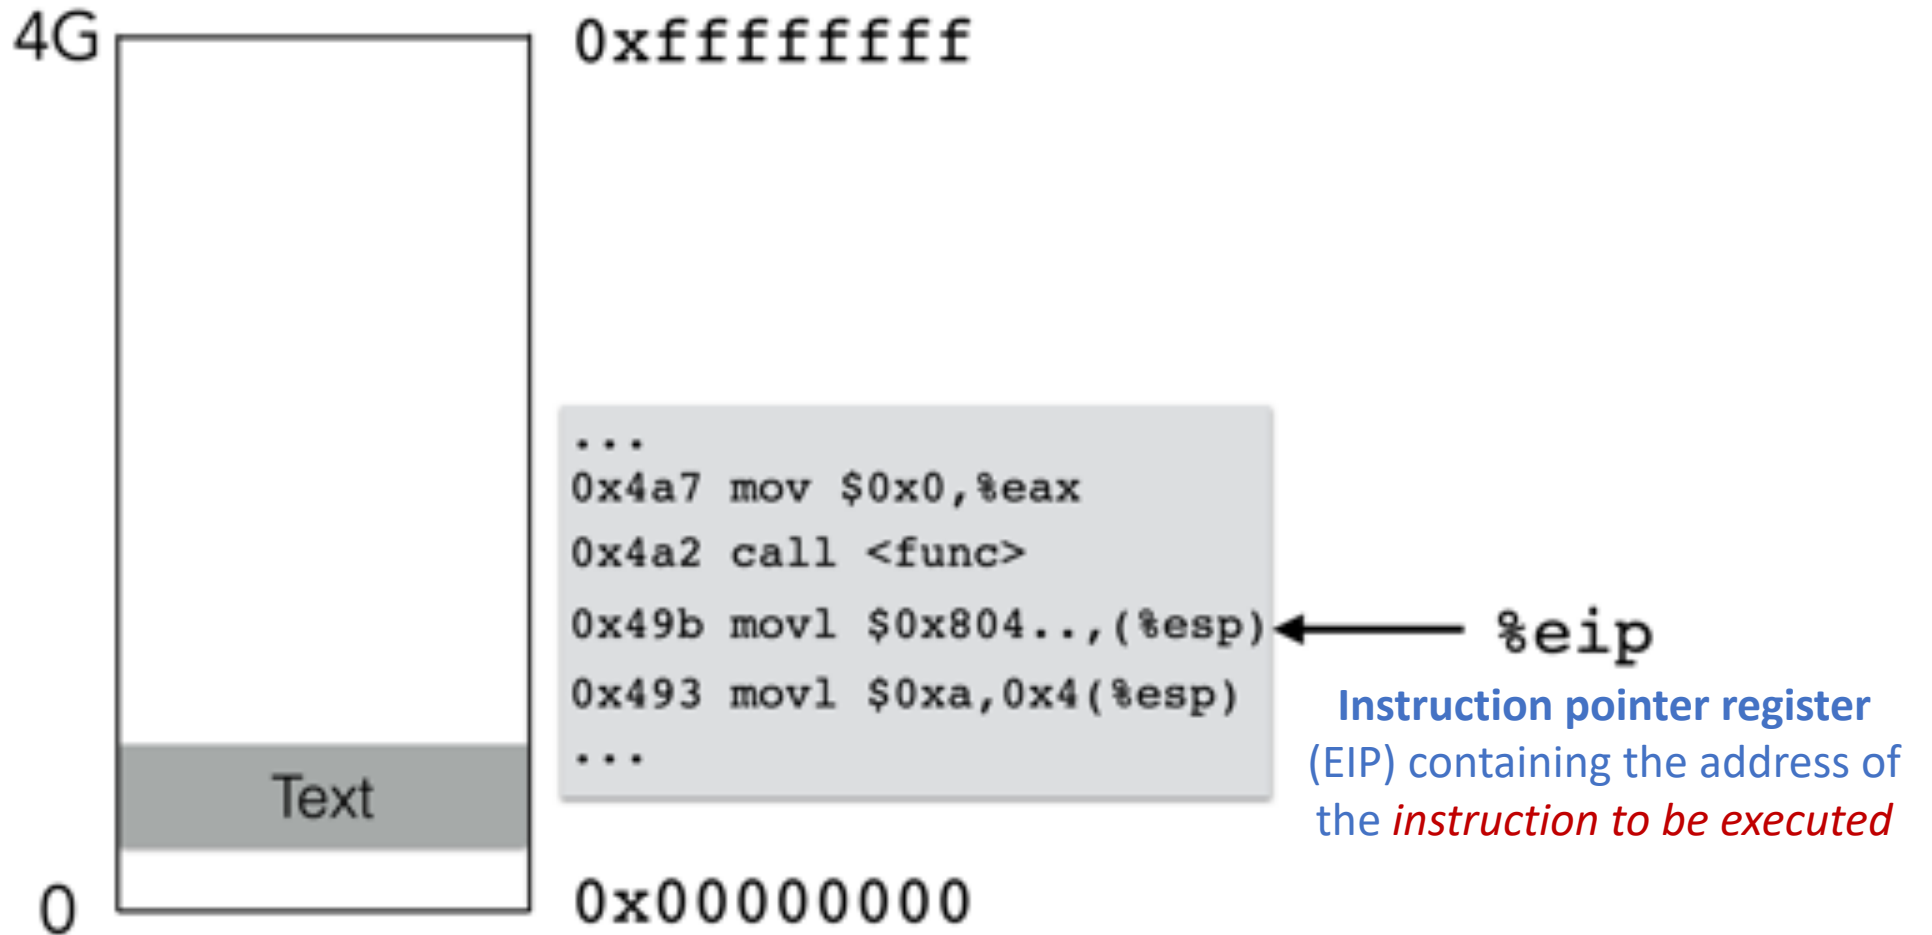 4G
0xffffffff
...
0x4a7 mov $0x0,%eax
0x4a2 call <func>
0x49b movl $0x804..,(%esp)
%eip
0x493 movl $0xa,0x4(%esp)
...
Instruction pointer register
(EIP) containing the address of
the instruction to be executed
Text
0
0x00000000